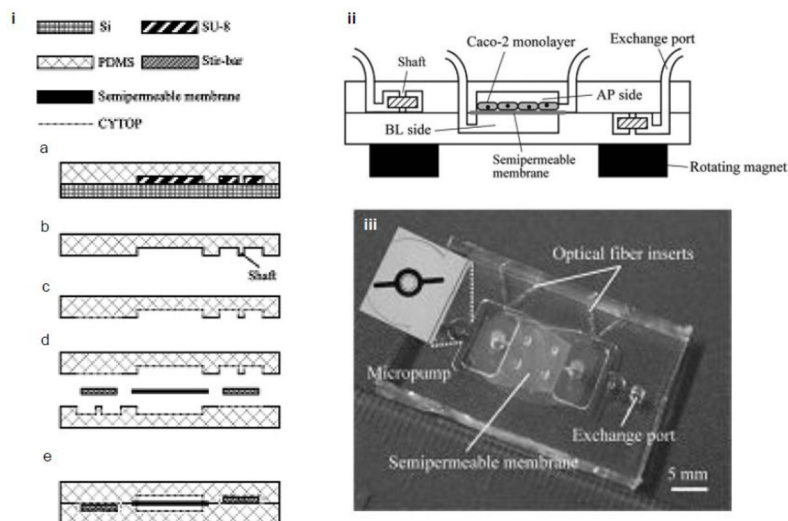 i
Si
SU-8
PDMS
Stir-bar
Semipermeable membrane
CYTOP
a
b
Shaft
c
d
e
ii
Caco-2 monolayer
Exchange port
Shaft
AP side
BL side
Semipermeable
membrane
Rotating magnet
iii
Optical fiber inserts
Micropump
Exchange port
Semipermeable membrane
5 mm